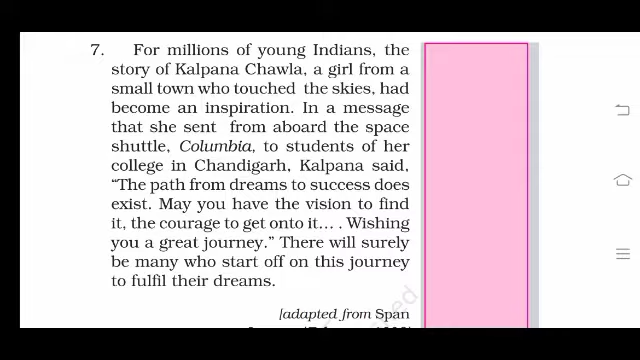 7. For millions of young Indians, the
story of Kalpana Chawla, a girl from a
small town who touched the skies, had
become an inspiration. In a message
that she sent from aboard the space
shuttle, Columbia, to students of her
college in Chandigarh, Kalpana said,
“The path from dreams to success does
exist. May you have the vision to find
it, the courage to get onto it... . Wishing
you a great journey.” There will surely
be many who start off on this journey
to fulfil their dreams.
[adapted from Span